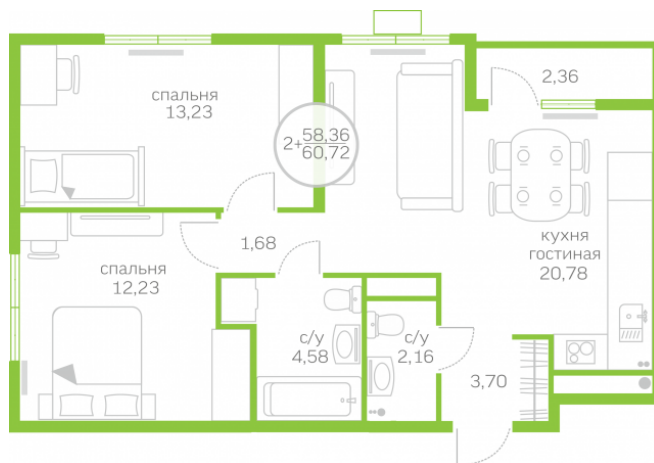 спальня
13,23
2+ 58,36
60,72
2,36
1,68
кухня
гостиная
20,78
спальня
12,23
с/у
4,58
с/у
2,16
3,70